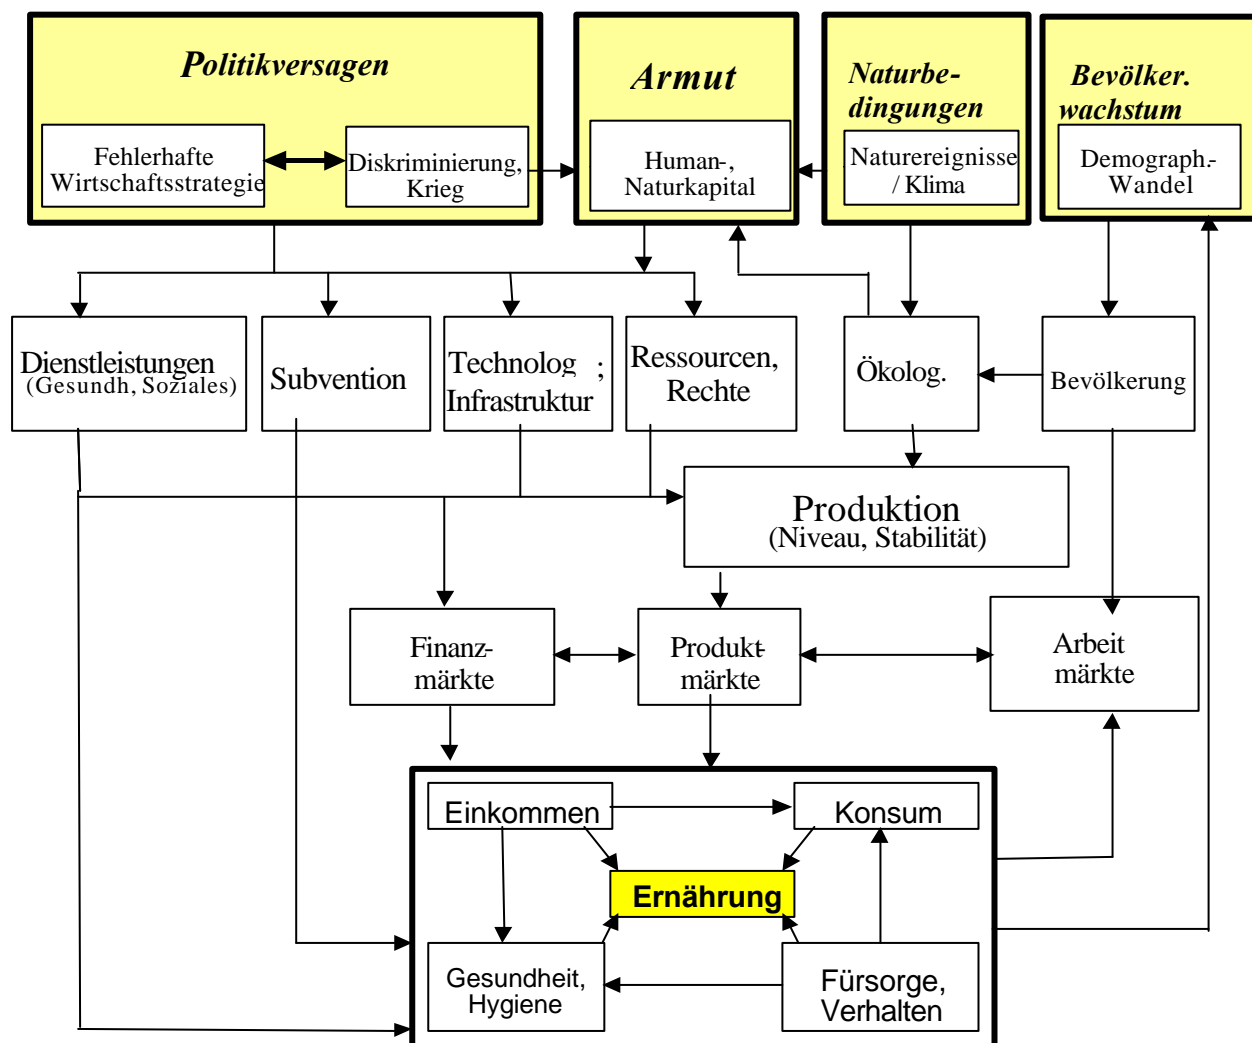 Politikversagen
Fehlerhafte
Wirtschaftsstrategie
Diskriminierung,
Krieg
Armut
Human-,
Naturkapital
Naturbe-
dingungen
Naturereignisse
/ Klima
Bevölker.
wachstum
Demograph.-
Wandel
Dienstleistungen
(Gesundh, Soziales)
Subvention
Technolog ;
Infrastruktur
Ressourcen,
Rechte
Ökolog.
Bevölkerung
Produktion
(Niveau, Stabilität)
Finanz-
märkte
Produkt-
märkte
Arbeit
märkte
Einkommen
Konsum
Ernährung
Gesundheit,
Hygiene
Fürsorge,
Verhalten